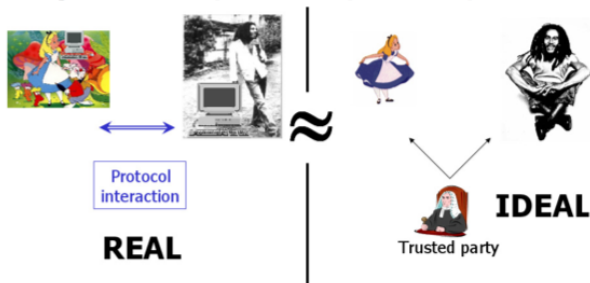 ≈
Protocol
interaction
REAL
IDEAL
Trusted party